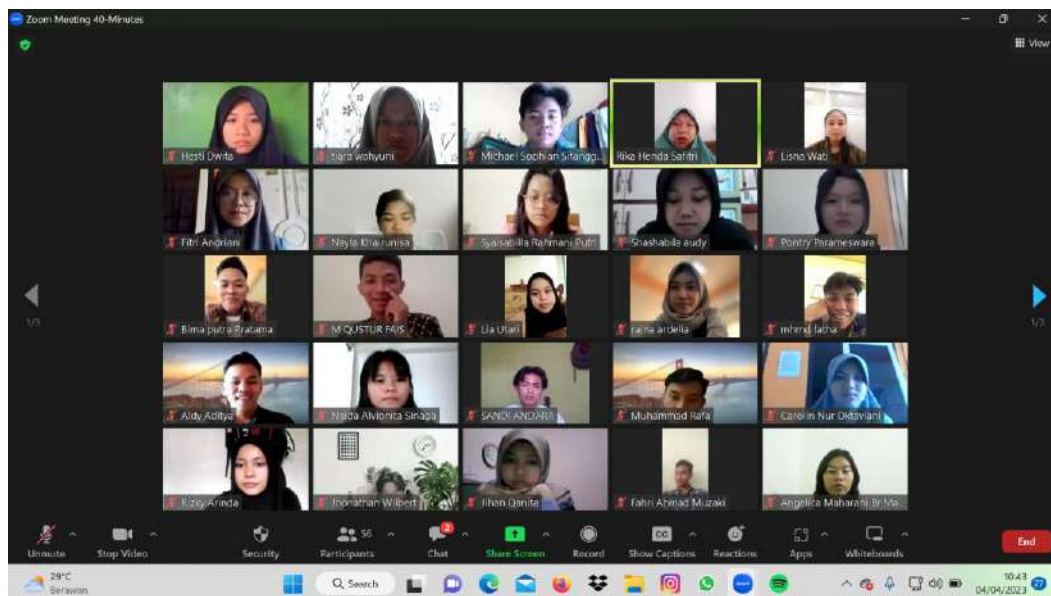 Zoom Meeting 40-Minutes
View
Hesti Dwita
tiara wahyuni
Michael Sophian Sitangg...
Rika Henda Safitri
Lisna Wati
Fitri Andriani
Nayla Khairunisa
Syaisabilla Rahmani Putri
Shashabila audy
Pontry Parameswara
Bima putra Pratama
M QUSTUR FAIS
Lia Utari
raina ardelia
mhmd fatha
Aldy Aditya
Naida Alvionita Sinaga
SANDI ANDARA
Muhammad Rafa
Carolin Nur Oktaviani
Rizky Arinda
Jhonathan Wilbert
Jihan Danita
Fahri Ahmad Muzaki
Angelica Maharani Br Ma...
1/3
1/3
56
2
CC
Unmute
Stop Video
Security
Participants
Chat
Share Screen
Record
Show Captions
Reactions
Apps
Whiteboards
End
29°C
Berawan
Search
10:43
04/04/2023
27